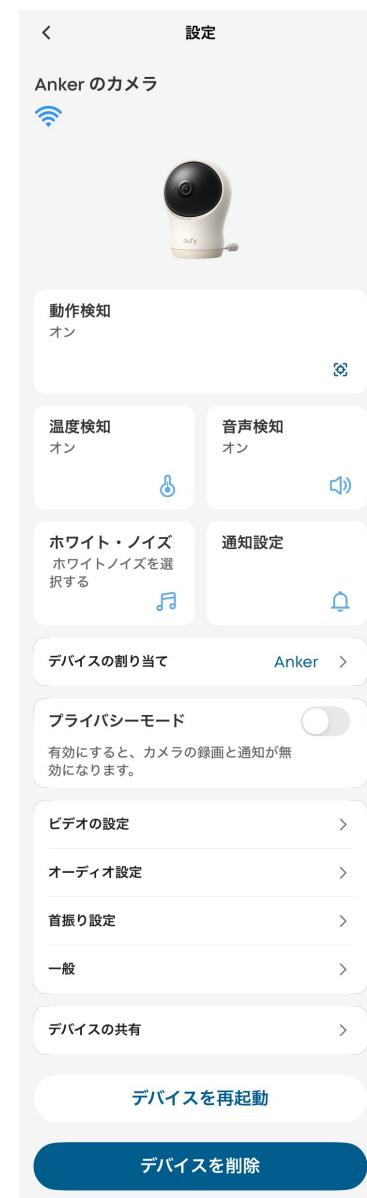 設定
Anker のカメラ
eufy
動作検知
オン
温度検知
オン
音声検知
オン
ホワイト・ノイズ
ホワイトノイズを選
択する
通知設定
デバイスの割り当て
Anker
プライバシーモード
有効にすると、カメラの録画と通知が無
効になります。
ビデオの設定
オーディオ設定
首振り設定
一般
デバイスの共有
デバイスを再起動
デバイスを削除